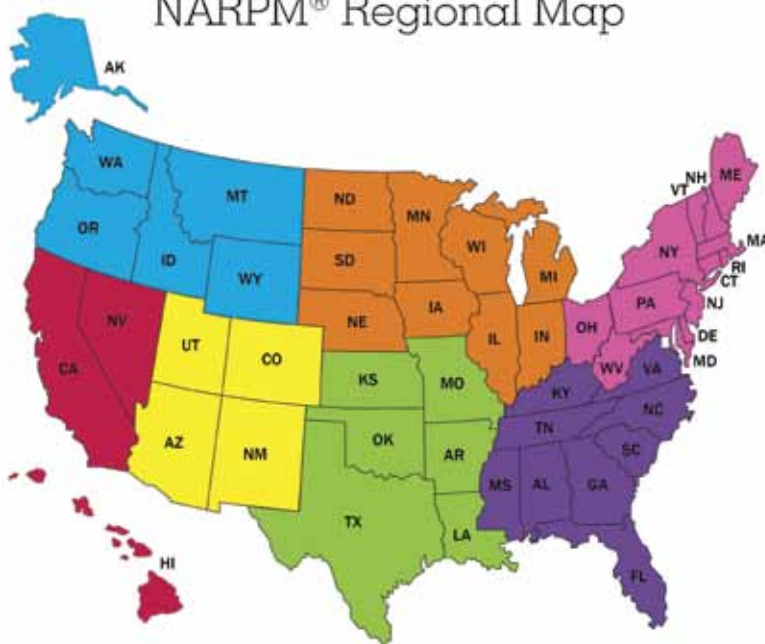 NARPM® Regional Map
AK
WA
MT
ND
MN
ME
NH
VT
OR
ID
WY
SD
WI
MI
NY
MA
RI
CT
NV
UT
CO
NE
IA
IL
IN
OH
PA
NJ
DE
MD
CA
KS
MO
WV
VA
KY
AZ
NM
OK
AR
TN
NC
SC
MS
AL
GA
TX
LA
HI
FL